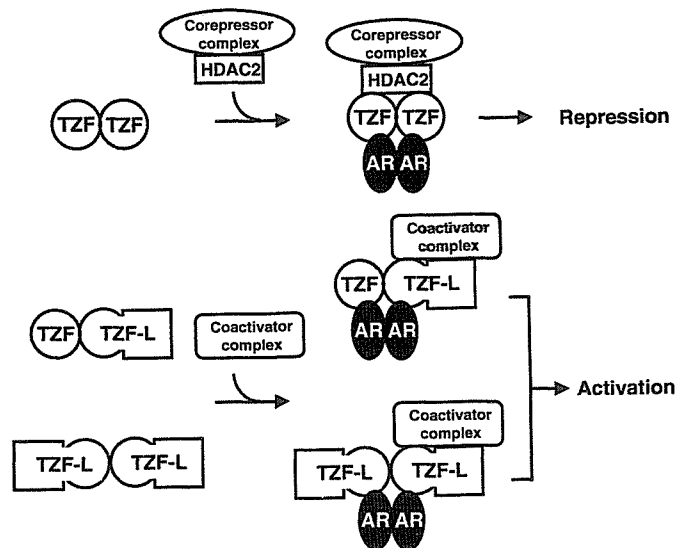 Corepressor
complex
HDAC2
TZF TZF
Corepressor
complex
HDAC2
TZF TZF
AR AR
Repression
TZF TZF-L
Coactivator
complex
Coactivator
complex
TZF TZF-L
AR AR
Activation
TZF-L TZF-L
Coactivator
complex
TZF-L TZF-L
AR AR